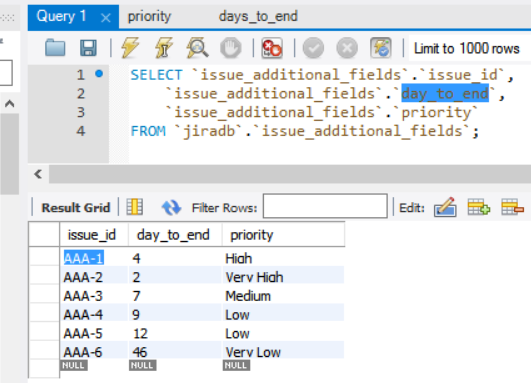 Query 1 priority days_to_end
Limit to 1000 rows
1 SELECT `issue_additional_fields`.`issue_id`,
2 `issue_additional_fields`.`day_to_end`,
3 `issue_additional_fields`.`priority`
4 FROM `jiradb`.`issue_additional_fields`;
Result Grid Filter Rows: Edit:
issue_id day_to_end priority
AAA-1 4 High
AAA-2 2 Very High
AAA-3 7 Medium
AAA-4 9 Low
AAA-5 12 Low
AAA-6 46 Very Low
NULL NULL NULL